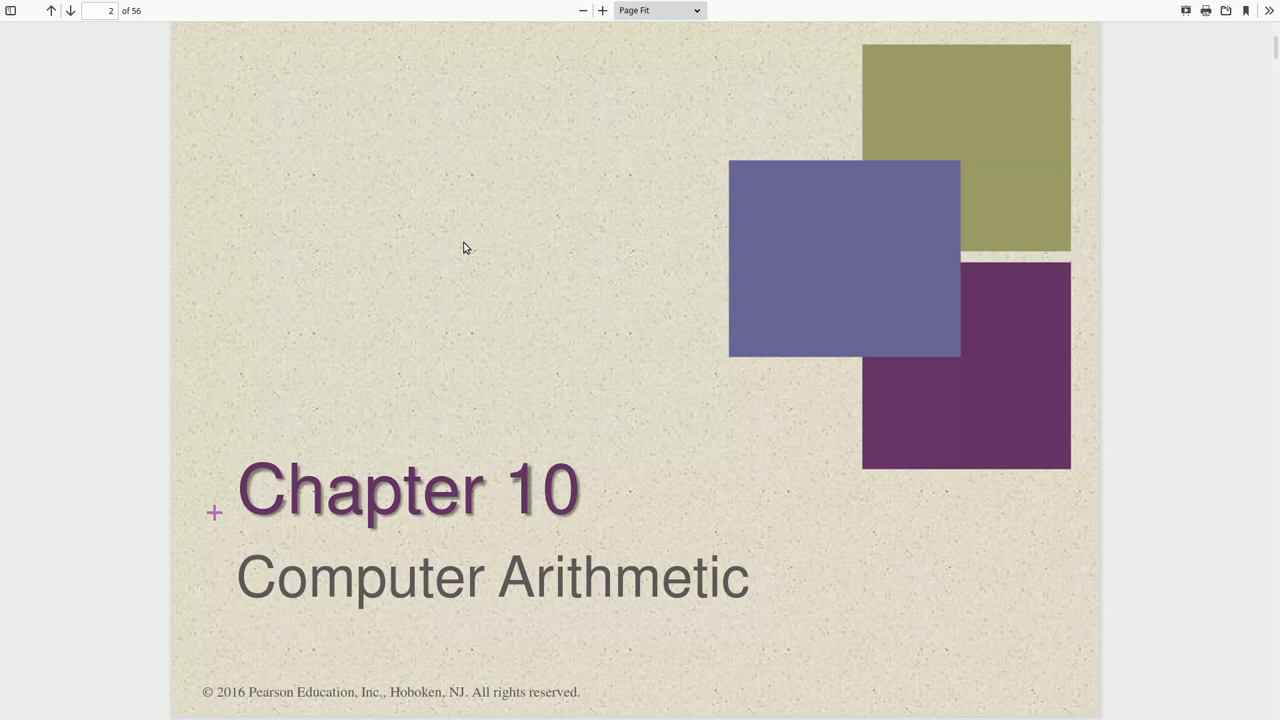 2 of 56 Page Fit
Chapter 10
+
Computer Arithmetic
© 2016 Pearson Education, Inc., Hoboken, NJ. All rights reserved.